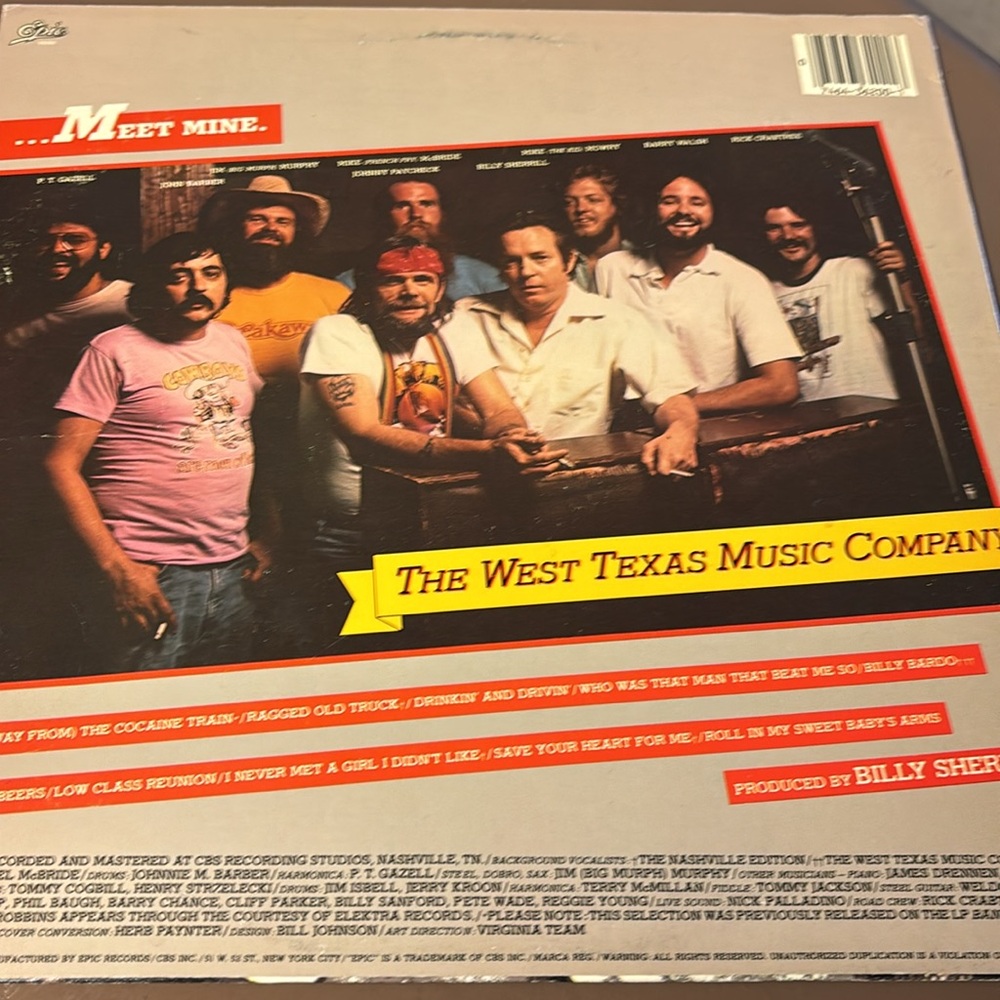 Epic
...MEET MINE.
P. T. GAZELL
JOHN BARBER
JIM "BIG MURPH" MURPHY
JOHNNY PAYCHECK
BILLY SHERRILL
BARRY WALSH
RICK CRABTREE
COWBOYS
THE WEST TEXAS MUSIC COMPANY
WAY FROM) THE COCAINE TRAIN/RAGGED OLD TRUCK†/DRINKIN' AND DRIVIN'/WHO WAS THAT MAN THAT BEAT ME SO/BILLY BARDO†††
BEERS/LOW CLASS REUNION/I NEVER MET A GIRL I DIDN'T LIKE†/SAVE YOUR HEART FOR ME†/ROLL IN MY SWEET BABY'S ARMS
PRODUCED BY BILLY SHER
CORDED AND MASTERED AT CBS RECORDING STUDIOS, NASHVILLE, TN./BACKGROUND VOCALISTS: †THE NASHVILLE EDITION/††THE WEST TEXAS MUSIC C
EL McBRIDE/DRUMS: JOHNNIE M. BARBER/HARMONICA: P. T. GAZELL/STEEL, DOBRO, SAX: JIM (BIG MURPH) MURPHY/OTHER MUSICIANS—PIANO: JAMES DRENNEN,
: TOMMY COGBILL, HENRY STRZELECKI/DRUMS: JIM ISBELL, JERRY KROON/HARMONICA: TERRY McMILLAN/FIDDLE: TOMMY JACKSON/STEEL GUITAR: WELD
P, PHIL BAUGH, BARRY CHANCE, CLIFF PARKER, BILLY SANFORD, PETE WADE, REGGIE YOUNG/LIVE SOUND: NICK PALLADINO/ROAD CREW: RICK CRAB
ROBBINS APPEARS THROUGH THE COURTESY OF ELEKTRA RECORDS./*PLEASE NOTE: THIS SELECTION WAS PREVIOUSLY RELEASED ON THE LP BAN
COVER CONVERSION: HERB PAYNTER/DESIGN: BILL JOHNSON/ART DIRECTION: VIRGINIA TEAM
UFACTURED BY EPIC RECORDS/CBS INC./51 W. 52 ST., NEW YORK CITY/"EPIC" IS A TRADEMARK OF CBS INC./MARCA REG./WARNING: ALL RIGHTS RESERVED. UNAUTHORIZED DUPLICATION IS A VIOLATION O